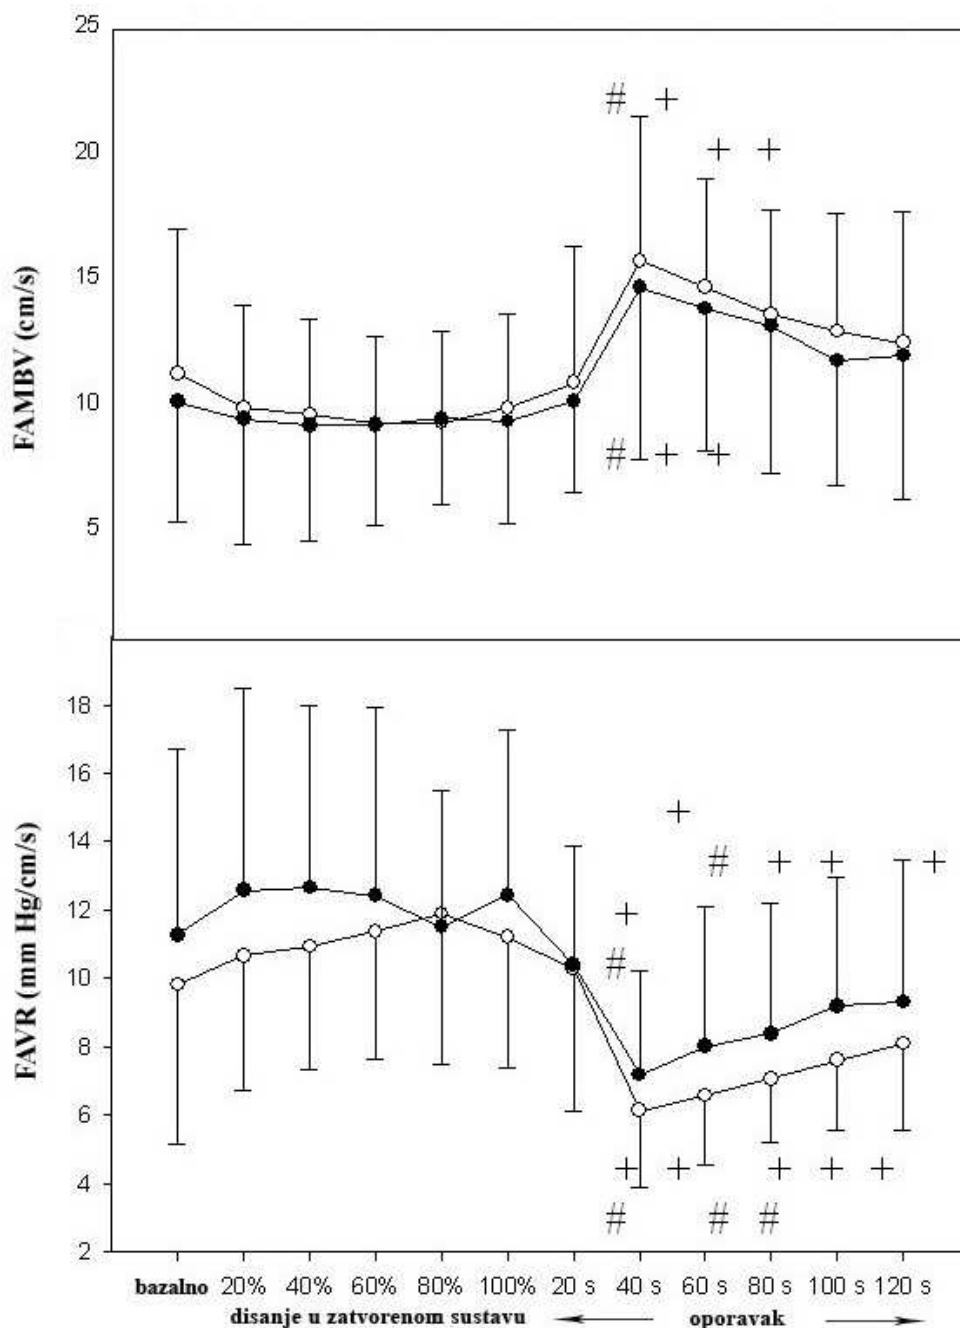 25
# +
20
+ +
15
FAMBV (cm/s)
10
# + +
5
18
16
+
14
# + + +
12
+
#
10
FAVR (mm Hg/cm/s)
8
6
+ + + + +
4
# # #
2
bazalno 20% 40% 60% 80% 100% 20 s 40 s 60 s 80 s 100 s 120 s
disanje u zatvorenom sustavu oporavak